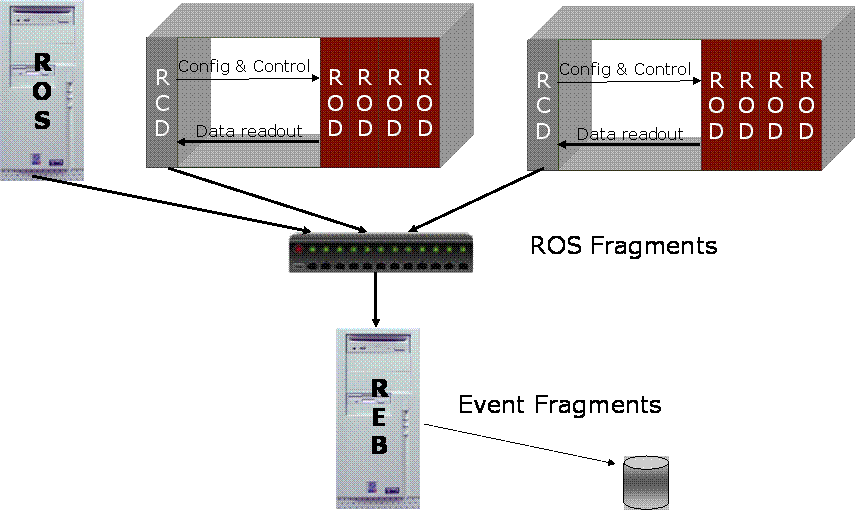 ROS
RCD
Config & Control
Data readout
ROD
ROD
ROD
ROD
RCD
Config & Control
Data readout
ROD
ROD
ROD
ROD
ROS Fragments
REB
Event Fragments